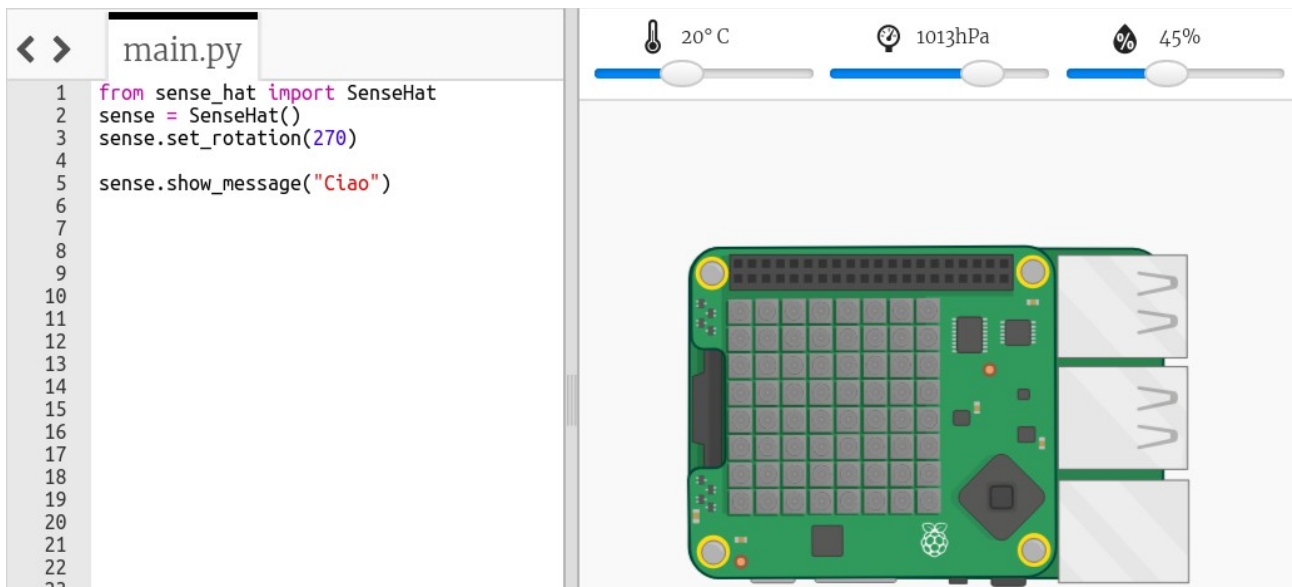 main.py
20° C
1013hPa
45%
1 from sense_hat import SenseHat
2 sense = SenseHat()
3 sense.set_rotation(270)
4
5 sense.show_message("Ciao")
6
7
8
9
10
11
12
13
14
15
16
17
18
19
20
21
22